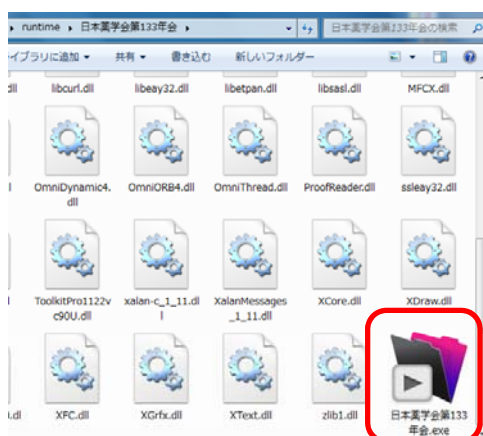 runtime ▸ 日本薬学会第133年会 ▸
日本薬学会第133年会の検索
イブラリに追加 ▼ 共有 ▼ 書き込む 新しいフォルダー
dll libcurl.dll libeay32.dll libetpan.dll libsasl.dll MFCX.dll
OmniDynamic4.
dll
OmniORB4.dll OmniThread.dll ProofReader.dll ssleay32.dll
ToolkitPro1122v
c90U.dll
xalan-c_1_11.dl
l
XalanMessages
_1_11.dll
XCore.dll XDraw.dll
.dl XFC.dll XGrfx.dll XText.dll zlib1.dll
日本薬学会第133
年会.exe